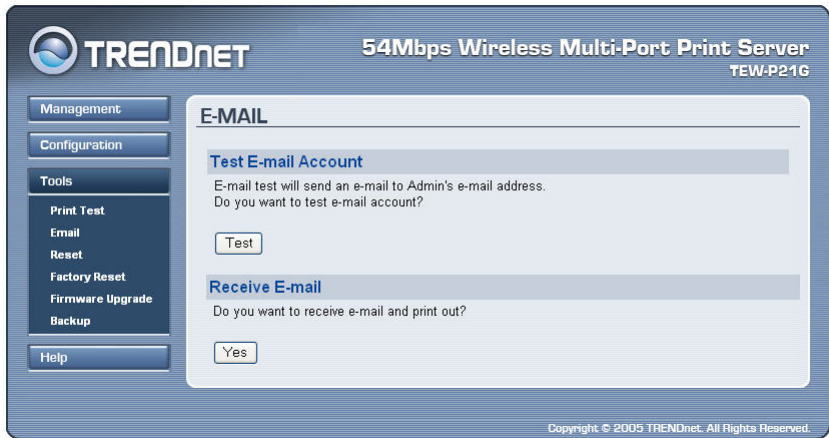 TRENDnet
54Mbps Wireless Multi-Port Print Server
TEW-P21G
Management
Configuration
Tools
Print Test
Email
Reset
Factory Reset
Firmware Upgrade
Backup
Help
E-MAIL
Test E-mail Account
E-mail test will send an e-mail to Admin's e-mail address.
Do you want to test e-mail account?
Test
Receive E-mail
Do you want to receive e-mail and print out?
Yes
Copyright © 2005 TRENDnet. All Rights Reserved.